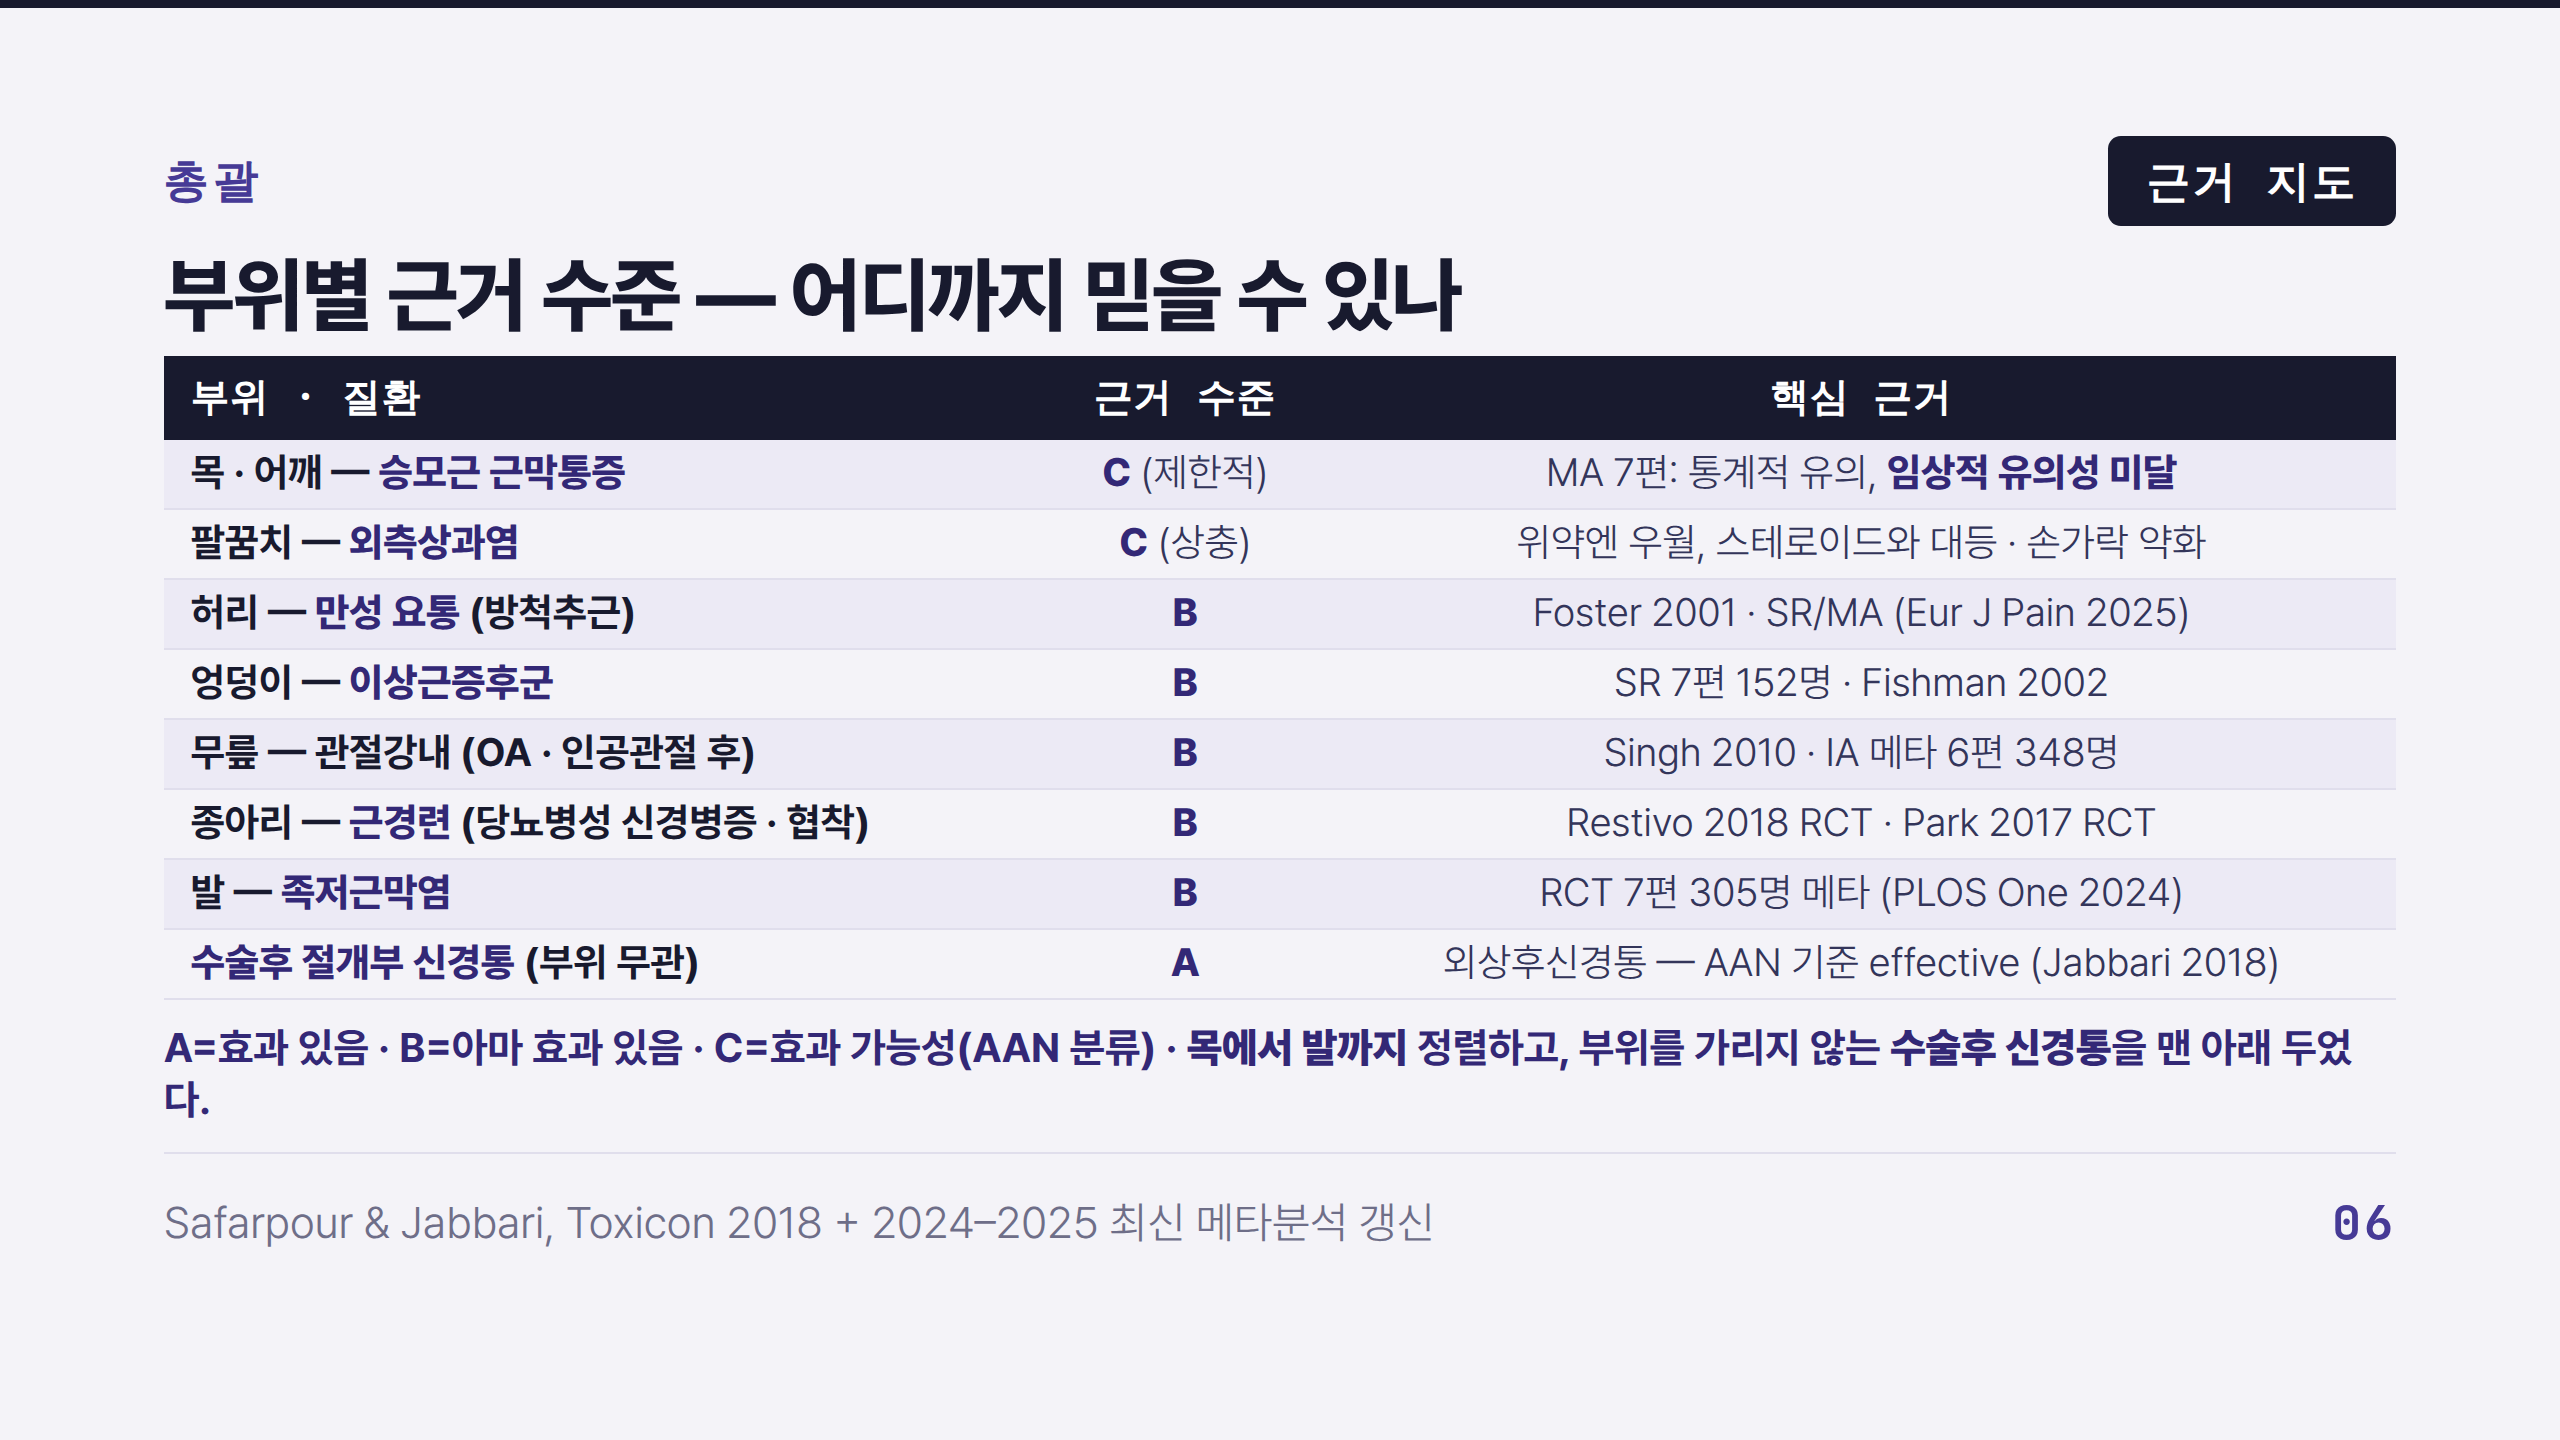 총괄
근거 지도
부위별 근거 수준 — 어디까지 믿을 수 있나
부위 · 질환 근거 수준 핵심 근거
목 · 어깨 — 승모근 근막통증 C (제한적) MA 7편: 통계적 유의, 임상적 유의성 미달
팔꿈치 — 외측상과염 C (상충) 위약엔 우월, 스테로이드와 대등 · 손가락 약화
허리 — 만성 요통 (방척추근) B Foster 2001 · SR/MA (Eur J Pain 2025)
엉덩이 — 이상근증후군 B SR 7편 152명 · Fishman 2002
무릎 — 관절강내 (OA · 인공관절 후) B Singh 2010 · IA 메타 6편 348명
종아리 — 근경련 (당뇨병성 신경병증 · 협착) B Restivo 2018 RCT · Park 2017 RCT
발 — 족저근막염 B RCT 7편 305명 메타 (PLOS One 2024)
수술후 절개부 신경통 (부위 무관) A 외상후신경통 — AAN 기준 effective (Jabbari 2018)
A=효과 있음 · B=아마 효과 있음 · C=효과 가능성(AAN 분류) · 목에서 발까지 정렬하고, 부위를 가리지 않는 수술후 신경통을 맨 아래 두었
다.
Safarpour & Jabbari, Toxicon 2018 + 2024–2025 최신 메타분석 갱신
06